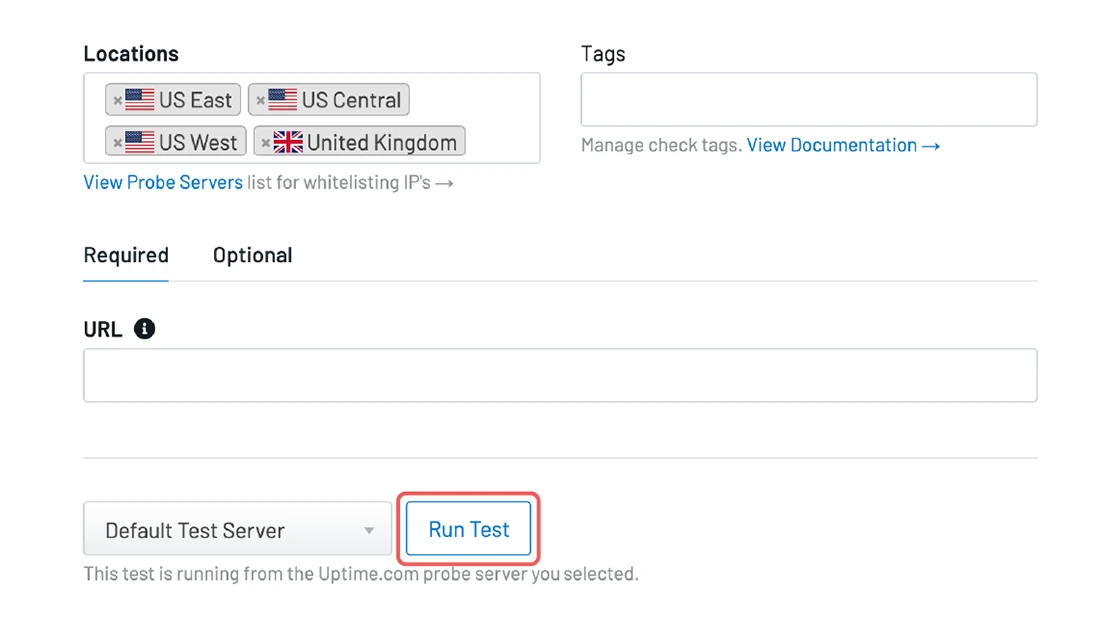 Locations
× US East × US Central
× US West × United Kingdom
View Probe Servers list for whitelisting IP's →
Tags
Manage check tags. View Documentation →
Required Optional
URL
Default Test Server
Run Test
This test is running from the Uptime.com probe server you selected.